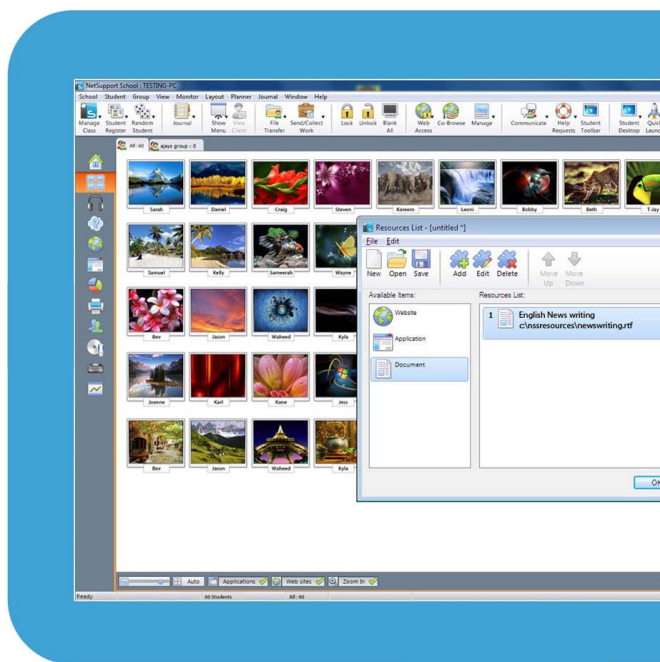 NetSupport School : TESTING-PC
School Student Group View Monitor Layout Planner Journal Window Help
Manage Class Student Register Random Student Journal Show Menu View Client File Transfer Send/Collect Work Lock Unlock Blank All Web Access Co-Browse Manage Communicate Help Requests Student Toolbar Student Desktop
All : 60 ajays group : 0
Sarah Daniel Craig Steven Kareem Leoni Bobby Beth T-Jay
Resources List - [untitled *]
File Edit
New Open Save Add Edit Delete Move Up Move Down
Samuel Kelly Sameerah Wayne
Available Items: Resources List:
Website
1 English News writing
c:\nssresources\newswriting.rtf
Application
Bev Jason Waheed Kyle
Document
Joanne Karl Kane Jess
Bev Jason Waheed Kyle
OK
Auto Applications Web sites Zoom In
Ready 60 Students All : 60